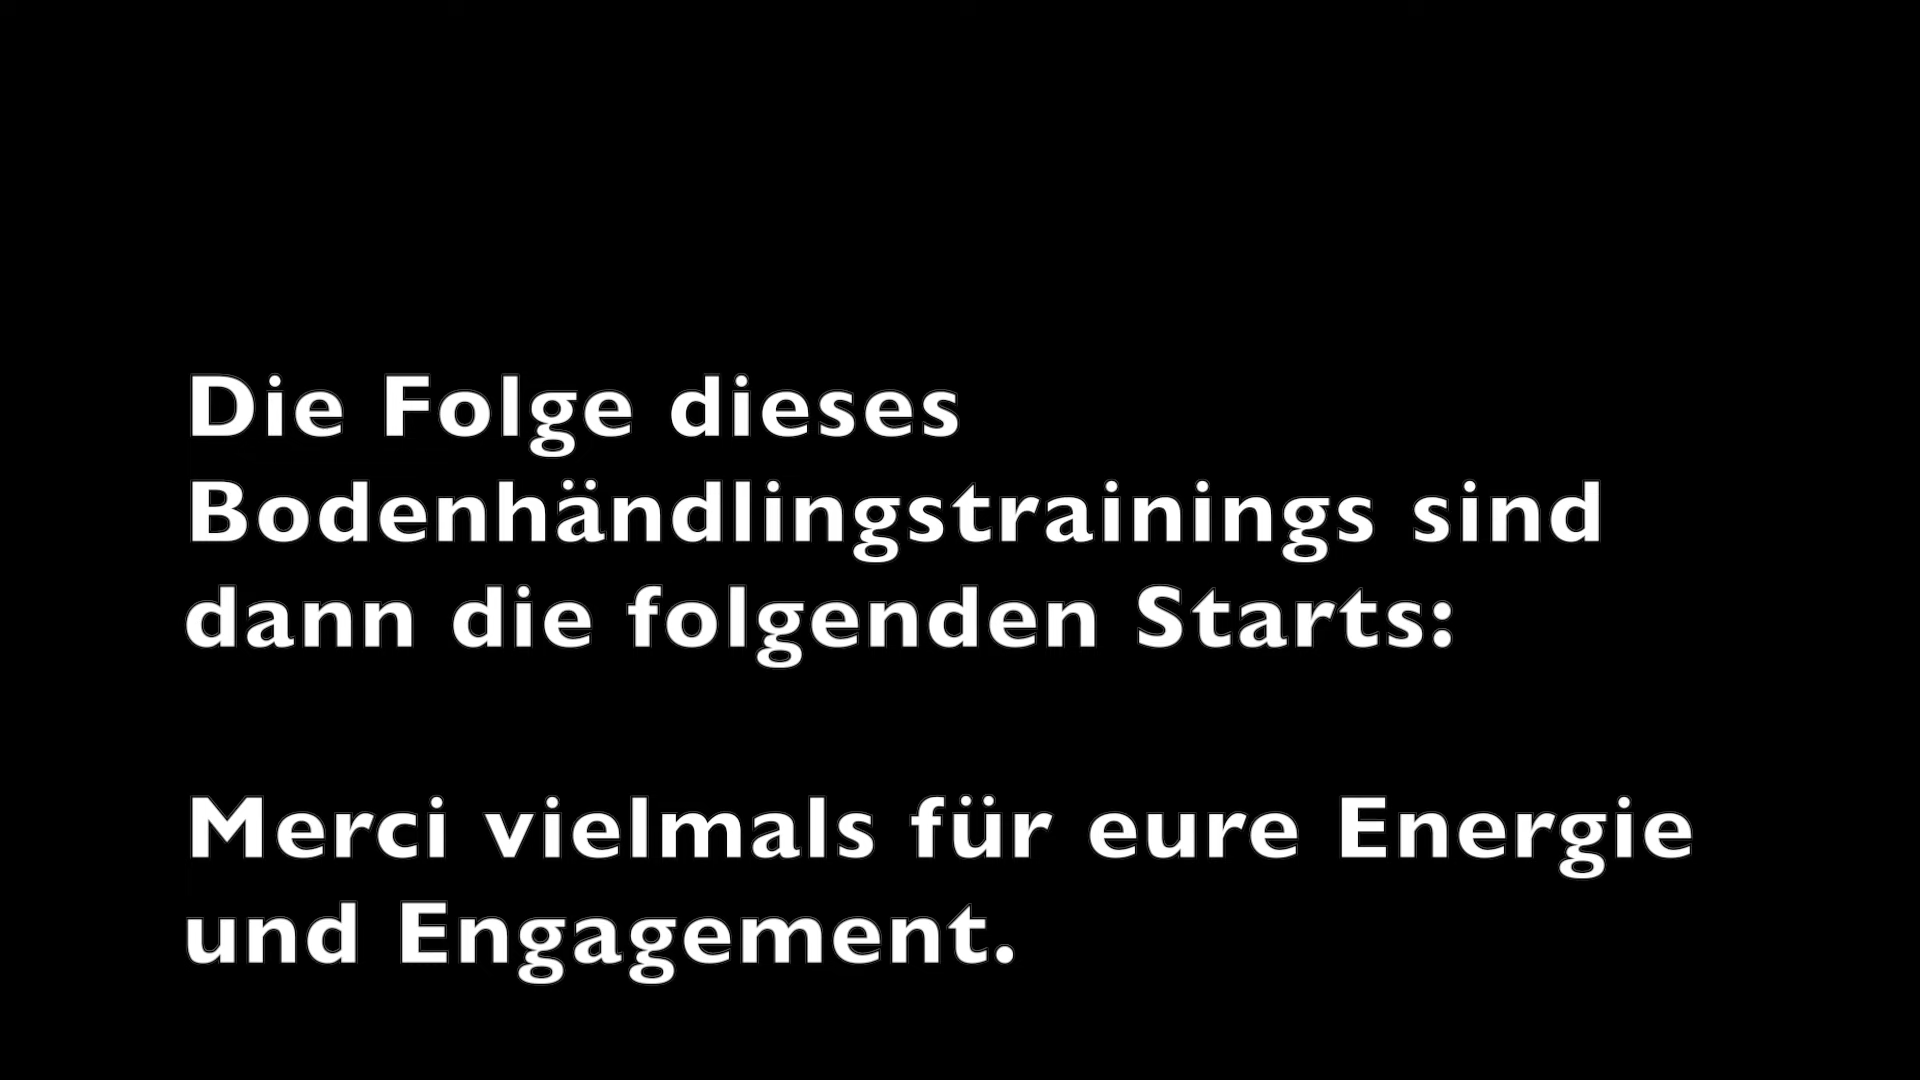 Die Folge dieses
Bodenhändlingstrainings sind
dann die folgenden Starts:
Merci vielmals für eure Energie
und Engagement.